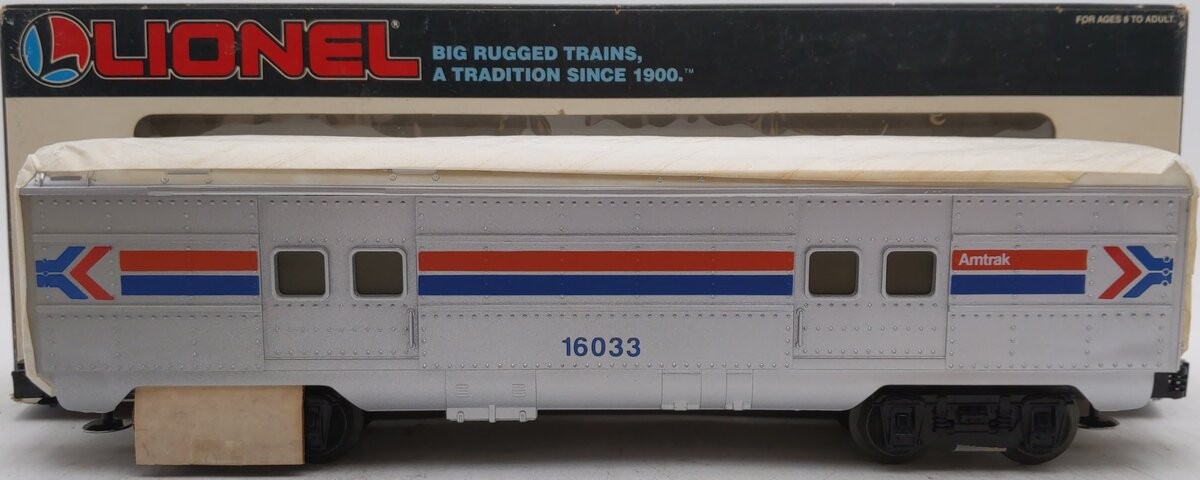 LIONEL®
BIG RUGGED TRAINS,
A TRADITION SINCE 1900.™
FOR AGES 8 TO ADULT
Amtrak
16033